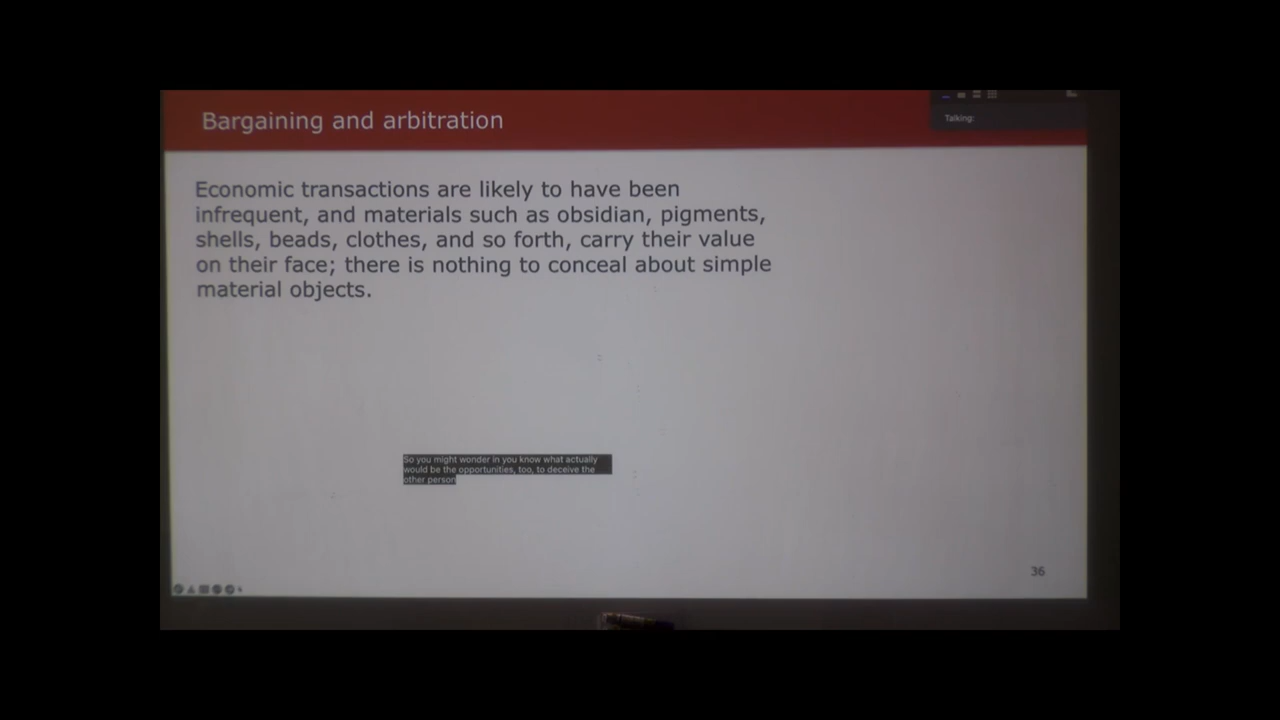 Bargaining and arbitration
Talking:
Economic transactions are likely to have been
infrequent, and materials such as obsidian, pigments,
shells, beads, clothes, and so forth, carry their value
on their face; there is nothing to conceal about simple
material objects.
So you might wonder in you know what actually
would be the opportunities, too, to deceive the
other person
36